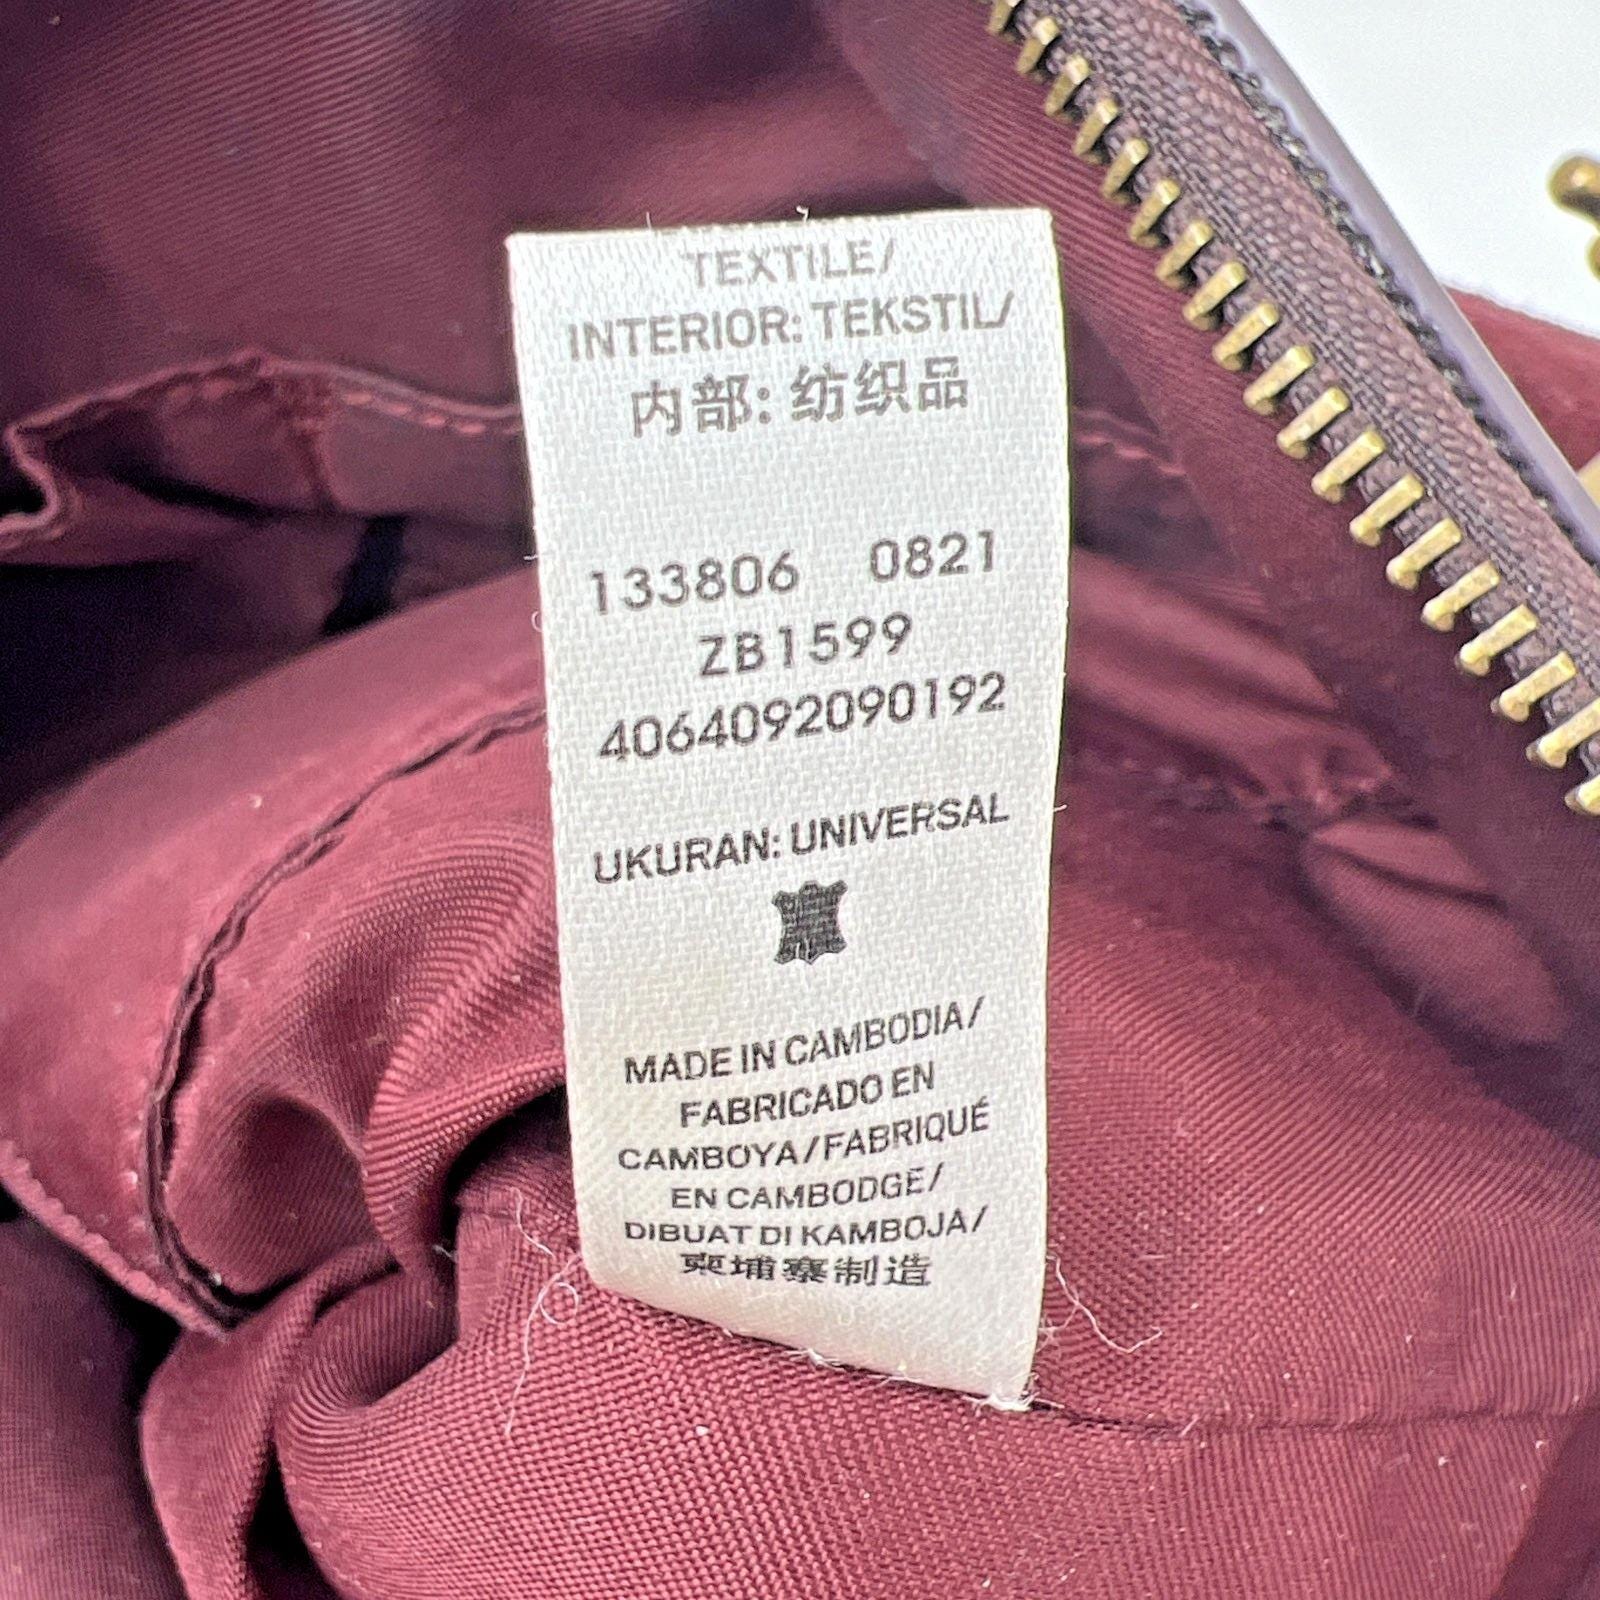 TEXTILE/
INTERIOR: TEKSTIL/
内部: 纺织品
133806 0821
ZB1599
4064092090192
UKURAN: UNIVERSAL
MADE IN CAMBODIA/
FABRICADO EN
CAMBOYA/FABRIQUÉ
EN CAMBODGE/
DIBUAT DI KAMBOJA/
柬埔寨制造